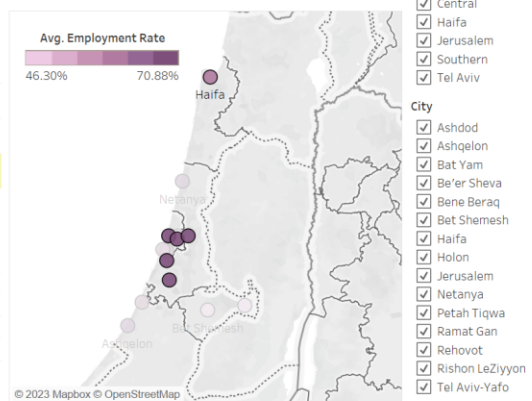 Avg. Employment Rate
46.30% 70.88%
Haifa
Netanya
Bet Shemesh
Ashqelon
© 2023 Mapbox © OpenStreetMap
Central
Haifa
Jerusalem
Southern
Tel Aviv
City
Ashdod
Ashqelon
Bat Yam
Be'er Sheva
Bene Beraq
Bet Shemesh
Haifa
Holon
Jerusalem
Netanya
Petah Tiqwa
Ramat Gan
Rehovot
Rishon LeZiyyon
Tel Aviv-Yafo